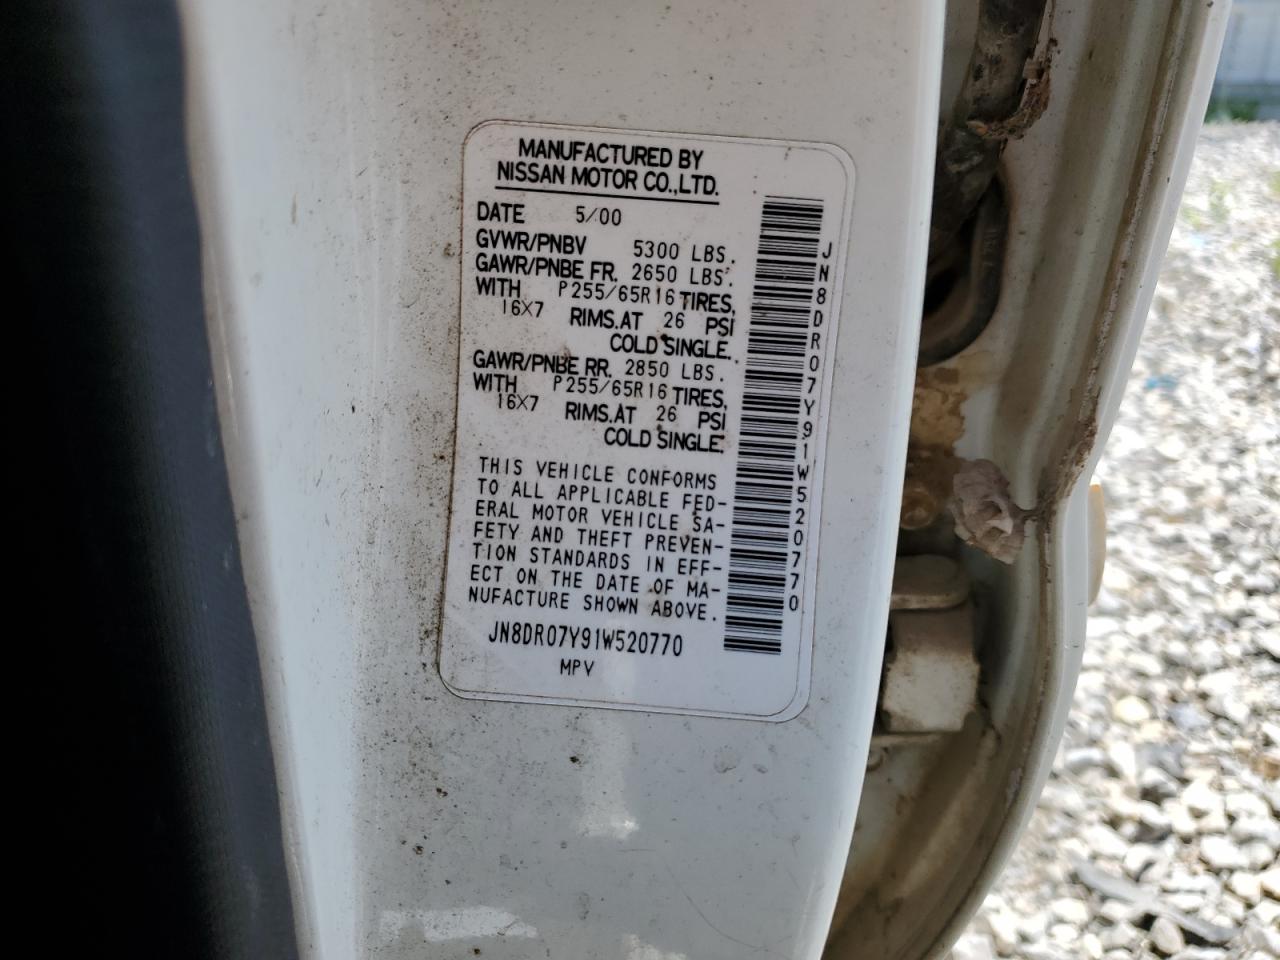 MANUFACTURED BY
NISSAN MOTOR CO.,LTD.
DATE 5/00
GVWR/PNBV 5300 LBS.
GAWR/PNBE FR. 2650 LBS.
WITH P255/65R16 TIRES,
16X7 RIMS.AT 26 PSI
COLD SINGLE.
GAWR/PNBE RR. 2850 LBS.
WITH P255/65R16 TIRES,
16X7 RIMS.AT 26 PSI
COLD SINGLE.
THIS VEHICLE CONFORMS
TO ALL APPLICABLE FED-
ERAL MOTOR VEHICLE SA-
FETY AND THEFT PREVEN-
TION STANDARDS IN EFF-
ECT ON THE DATE OF MA-
NUFACTURE SHOWN ABOVE.
JN8DR07Y91W520770
MPV
JN8DR07Y91W520770